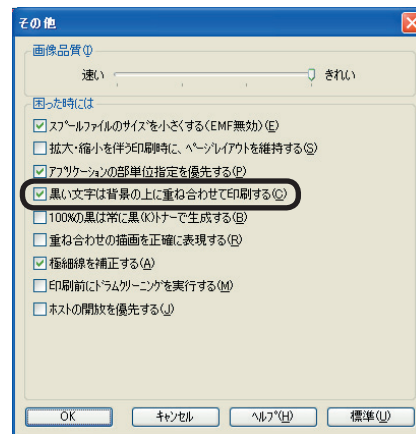 その他
画像品質(I)
速い
きれい
困った時には
スプールファイルのサイズを小さくする(EMF無効)(E)
拡大・縮小を伴う印刷時に、ページレイアウトを維持する(S)
アプリケーションの部単位指定を優先する(P)
黒い文字は背景の上に重ね合わせて印刷する(C)
100%の黒は常に黒(K)トナーで生成する(B)
重ね合わせの描画を正確に表現する(R)
極細線を補正する(A)
印刷前にドラムクリーニングを実行する(M)
ホストの開放を優先する(J)
OK
キャンセル
ヘルプ(H)
標準(U)